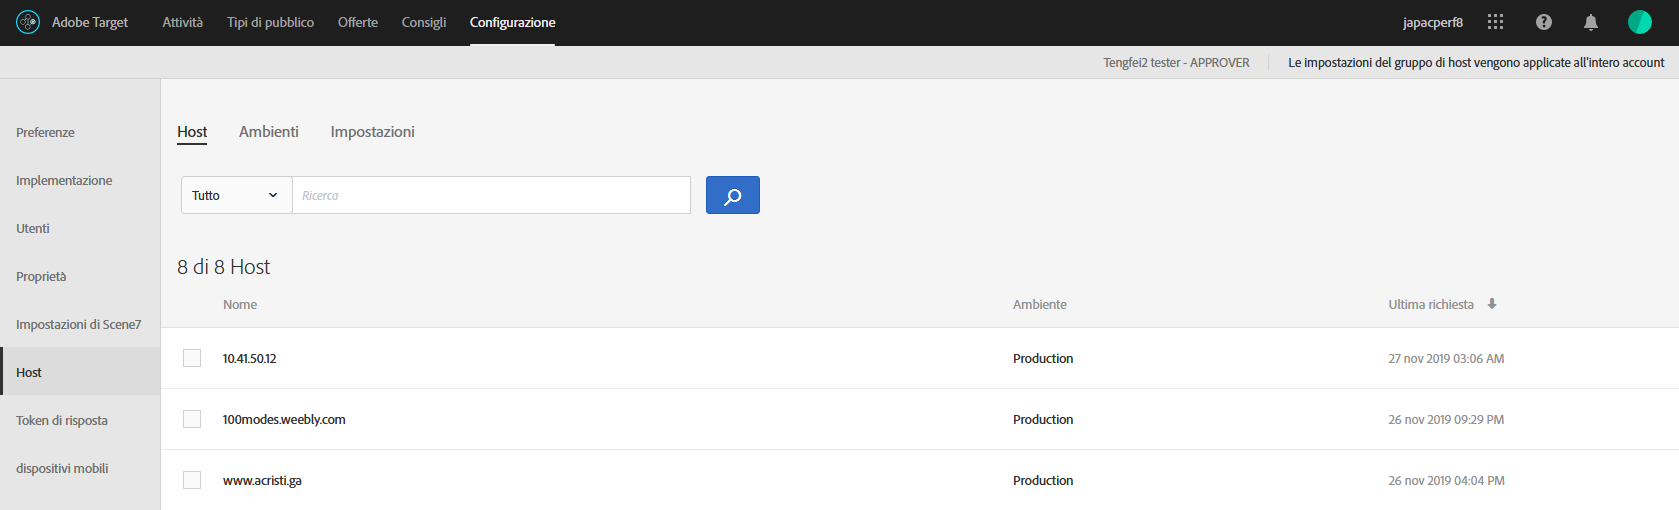 Adobe Target Attività Tipi di pubblico Offerte Consigli Configurazione japacperf8
Tengfei2 tester - APPROVER Le impostazioni del gruppo di host vengono applicate all'intero account
Preferenze
Implementazione
Utenti
Proprietà
Impostazioni di Scene7
Host
Token di risposta
dispositivi mobili
Host Ambienti Impostazioni
Tutto Ricerca
8 di 8 Host
Nome Ambiente Ultima richiesta
10.41.50.12 Production 27 nov 2019 03:06 AM
100modes.weebly.com Production 26 nov 2019 09:29 PM
www.acristi.ga Production 26 nov 2019 04:04 PM